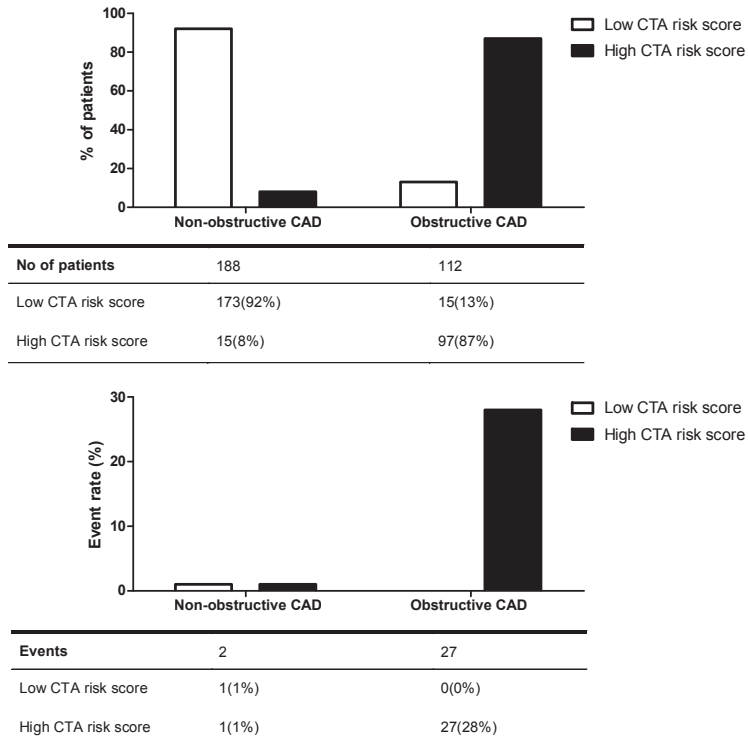 100
80
60
40
20
0
% of patients
Low CTA risk score
High CTA risk score
Non-obstructive CAD Obstructive CAD
No of patients 188 112
Low CTA risk score 173(92%) 15(13%)
High CTA risk score 15(8%) 97(87%)
30
20
10
0
Event rate (%)
Low CTA risk score
High CTA risk score
Non-obstructive CAD Obstructive CAD
Events 2 27
Low CTA risk score 1(1%) 0(0%)
High CTA risk score 1(1%) 27(28%)